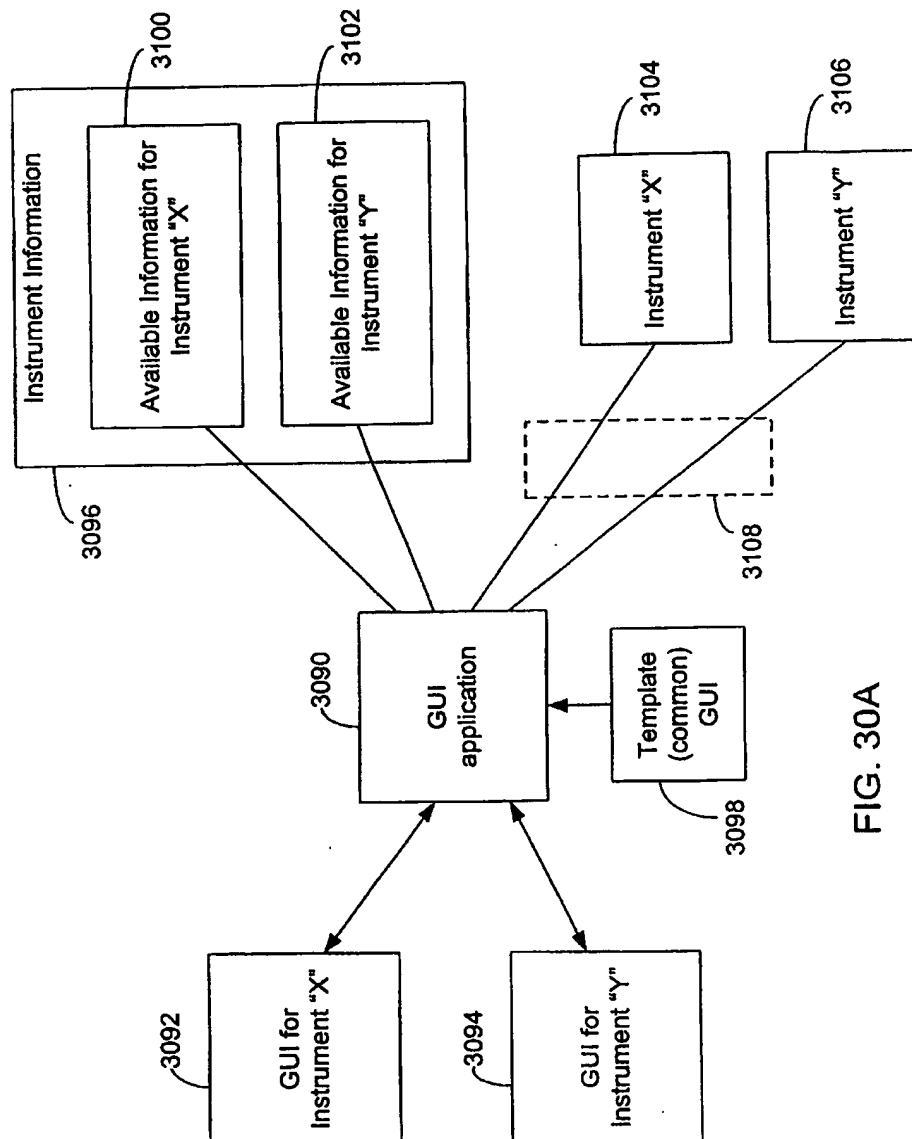 Instrument Information
3096
Available Information for
Instrument "X"
3100
Available Information for
Instrument "Y"
3102
3092
GUI for
Instrument "X"
3094
GUI for
Instrument "Y"
3090
GUI
application
Template
(common)
GUI
3098
3108
Instrument "X"
3104
Instrument "Y"
3106
FIG. 30A